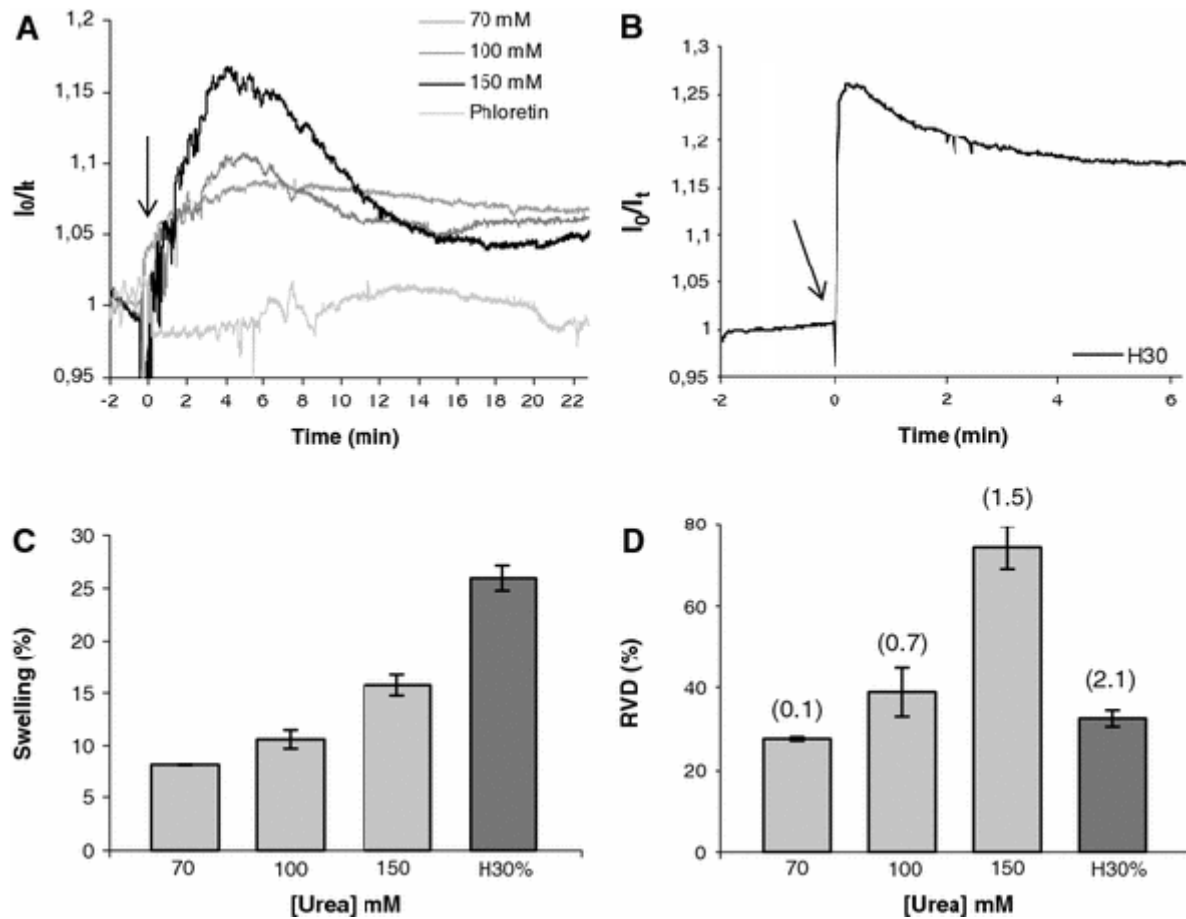 A
1,2
1,15
1,1
1,05
1
0,95
I₀/Iₜ
70 mM
100 mM
150 mM
Phloretin
-2 0 2 4 6 8 10 12 14 16 18 20 22
Time (min)
B
1,3
1,25
1,2
1,15
1,1
1,05
1
0,95
I₀/Iₜ
H30
-2 0 2 4 6
Time (min)
C
30
25
20
15
10
5
0
Swelling (%)
70 100 150 H30%
[Urea] mM
D
80
60
40
20
0
RVD (%)
(0.1)
(0.7)
(1.5)
(2.1)
70 100 150 H30%
[Urea] mM